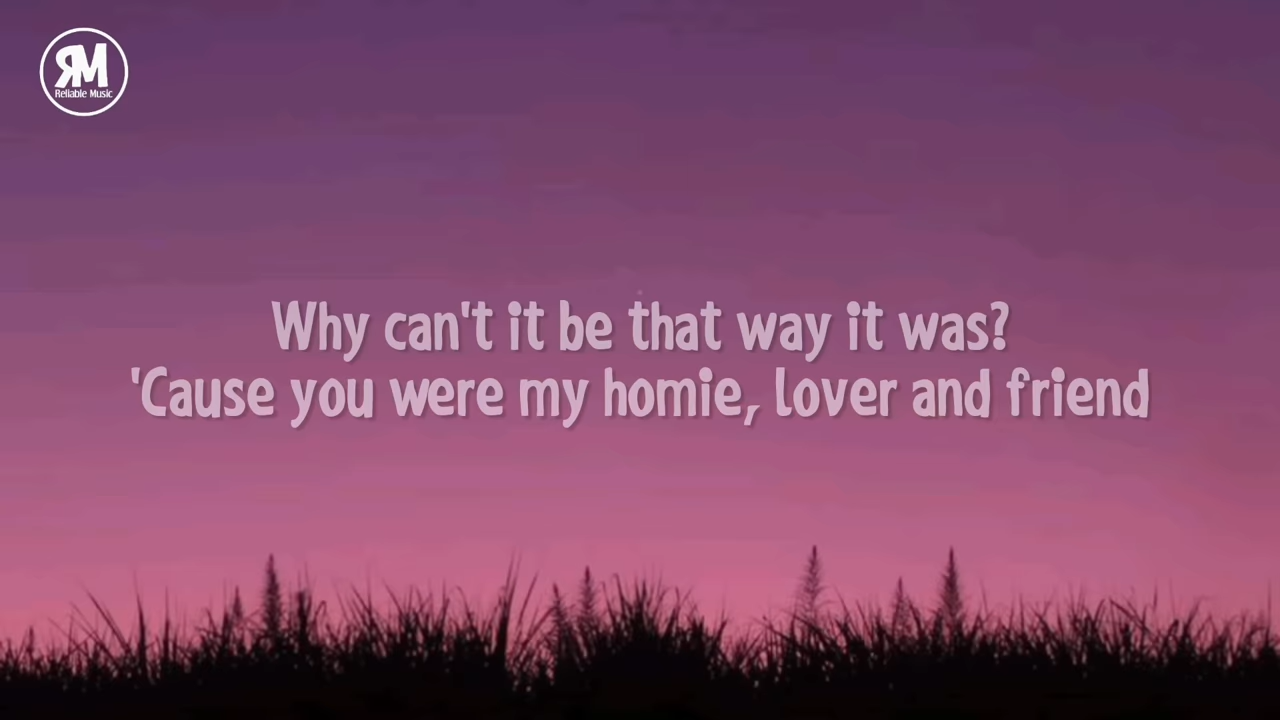 RM
Reliable Music
Why can't it be that way it was?
'Cause you were my homie, lover and friend